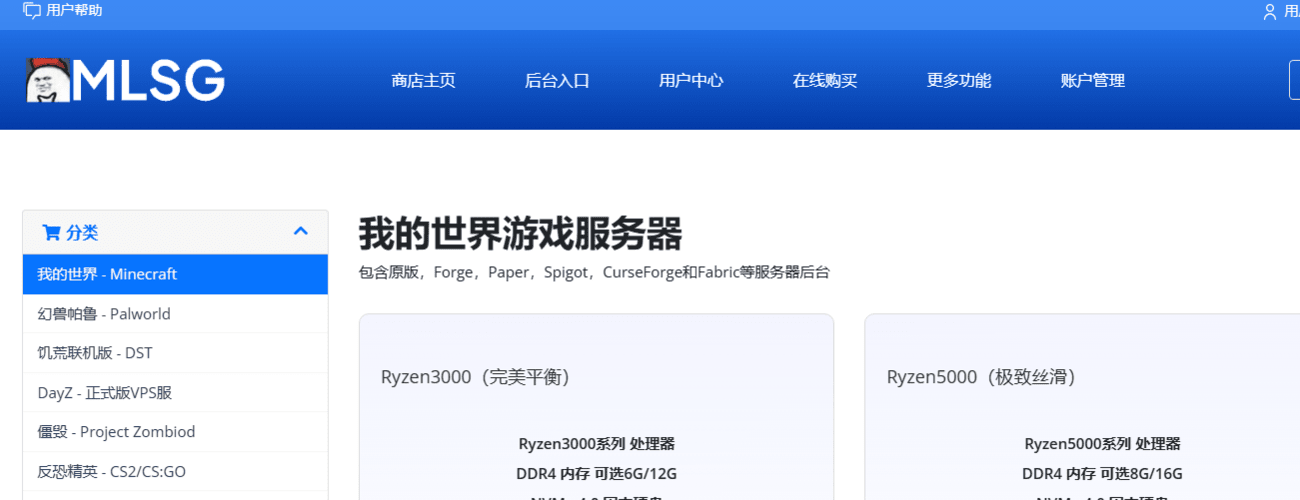 用户帮助
MLSG
商店主页 后台入口 用户中心 在线购买 更多功能 账户管理
分类
我的世界 - Minecraft
幻兽帕鲁 - Palworld
饥荒联机版 - DST
DayZ - 正式版VPS服
僵毁 - Project Zombiod
反恐精英 - CS2/CS:GO
我的世界游戏服务器
包含原版，Forge，Paper，Spigot，CurseForge和Fabric等服务器后台
Ryzen3000（完美平衡）
Ryzen3000系列 处理器
DDR4 内存 可选6G/12G
Ryzen5000（极致丝滑）
Ryzen5000系列 处理器
DDR4 内存 可选8G/16G